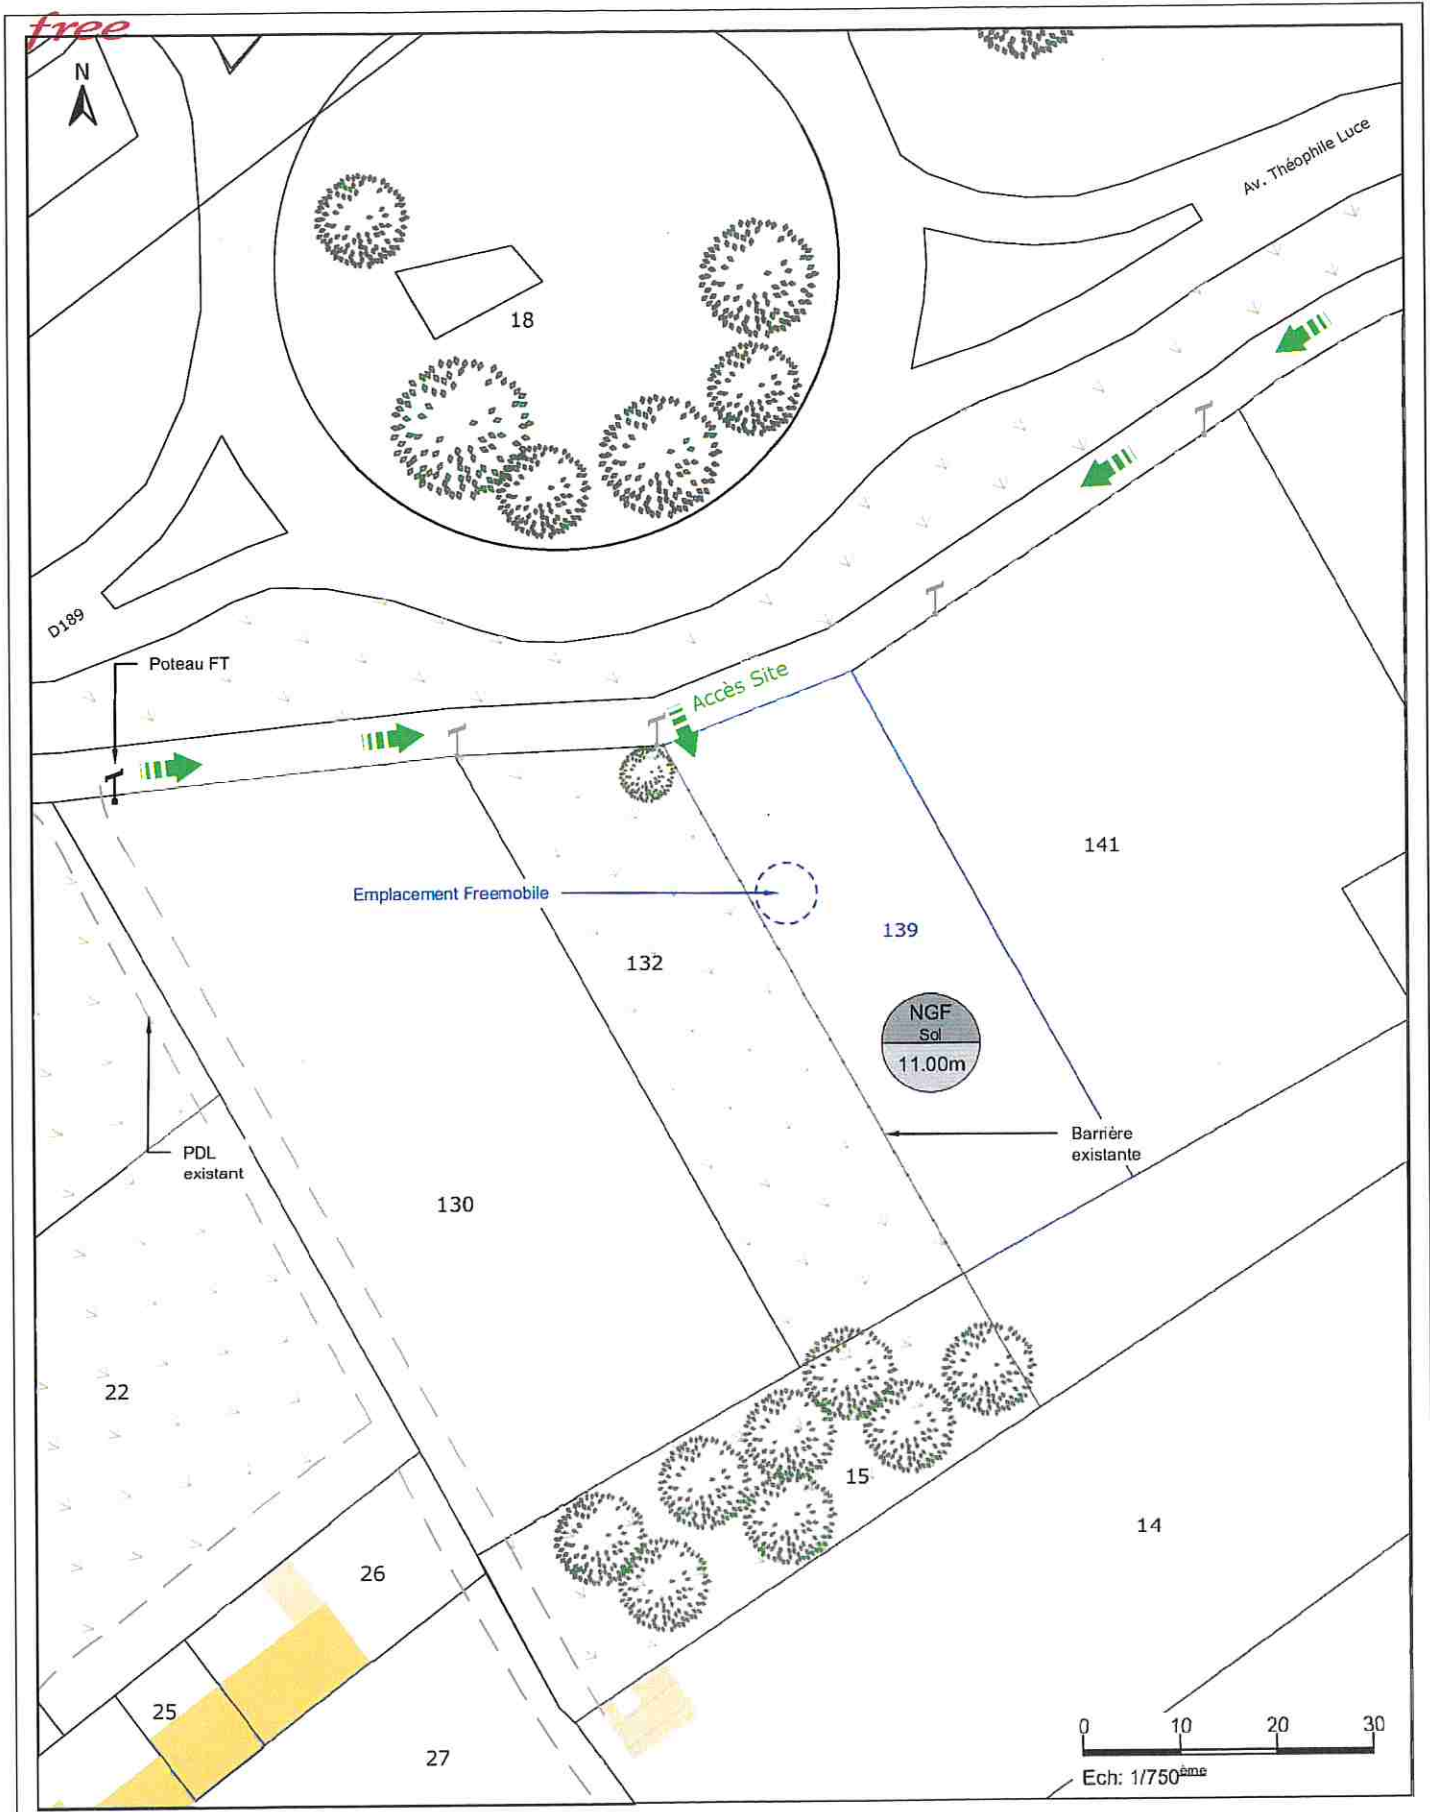 free
N
Av. Théophile Luce
18
D189
Poteau FT
Accès Site
141
Emplacement Freemobile
139
132
NGF
Sol
11.00m
Barrière
existante
PDL
existant
130
22
15
14
26
25
27
0 10 20 30
Ech: 1/750ème